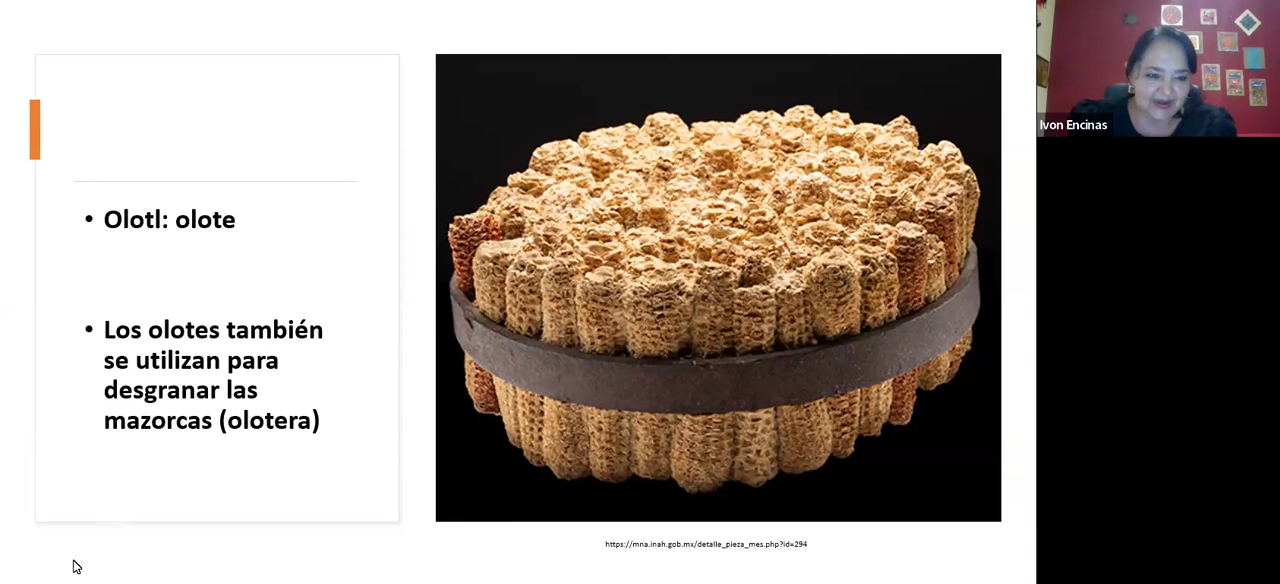 • Olotl: olote
• Los olotes también
se utilizan para
desgranar las
mazorcas (olotera)
https://mna.inah.gob.mx/detalle_pieza_mes.php?id=294
Ivon Encinas